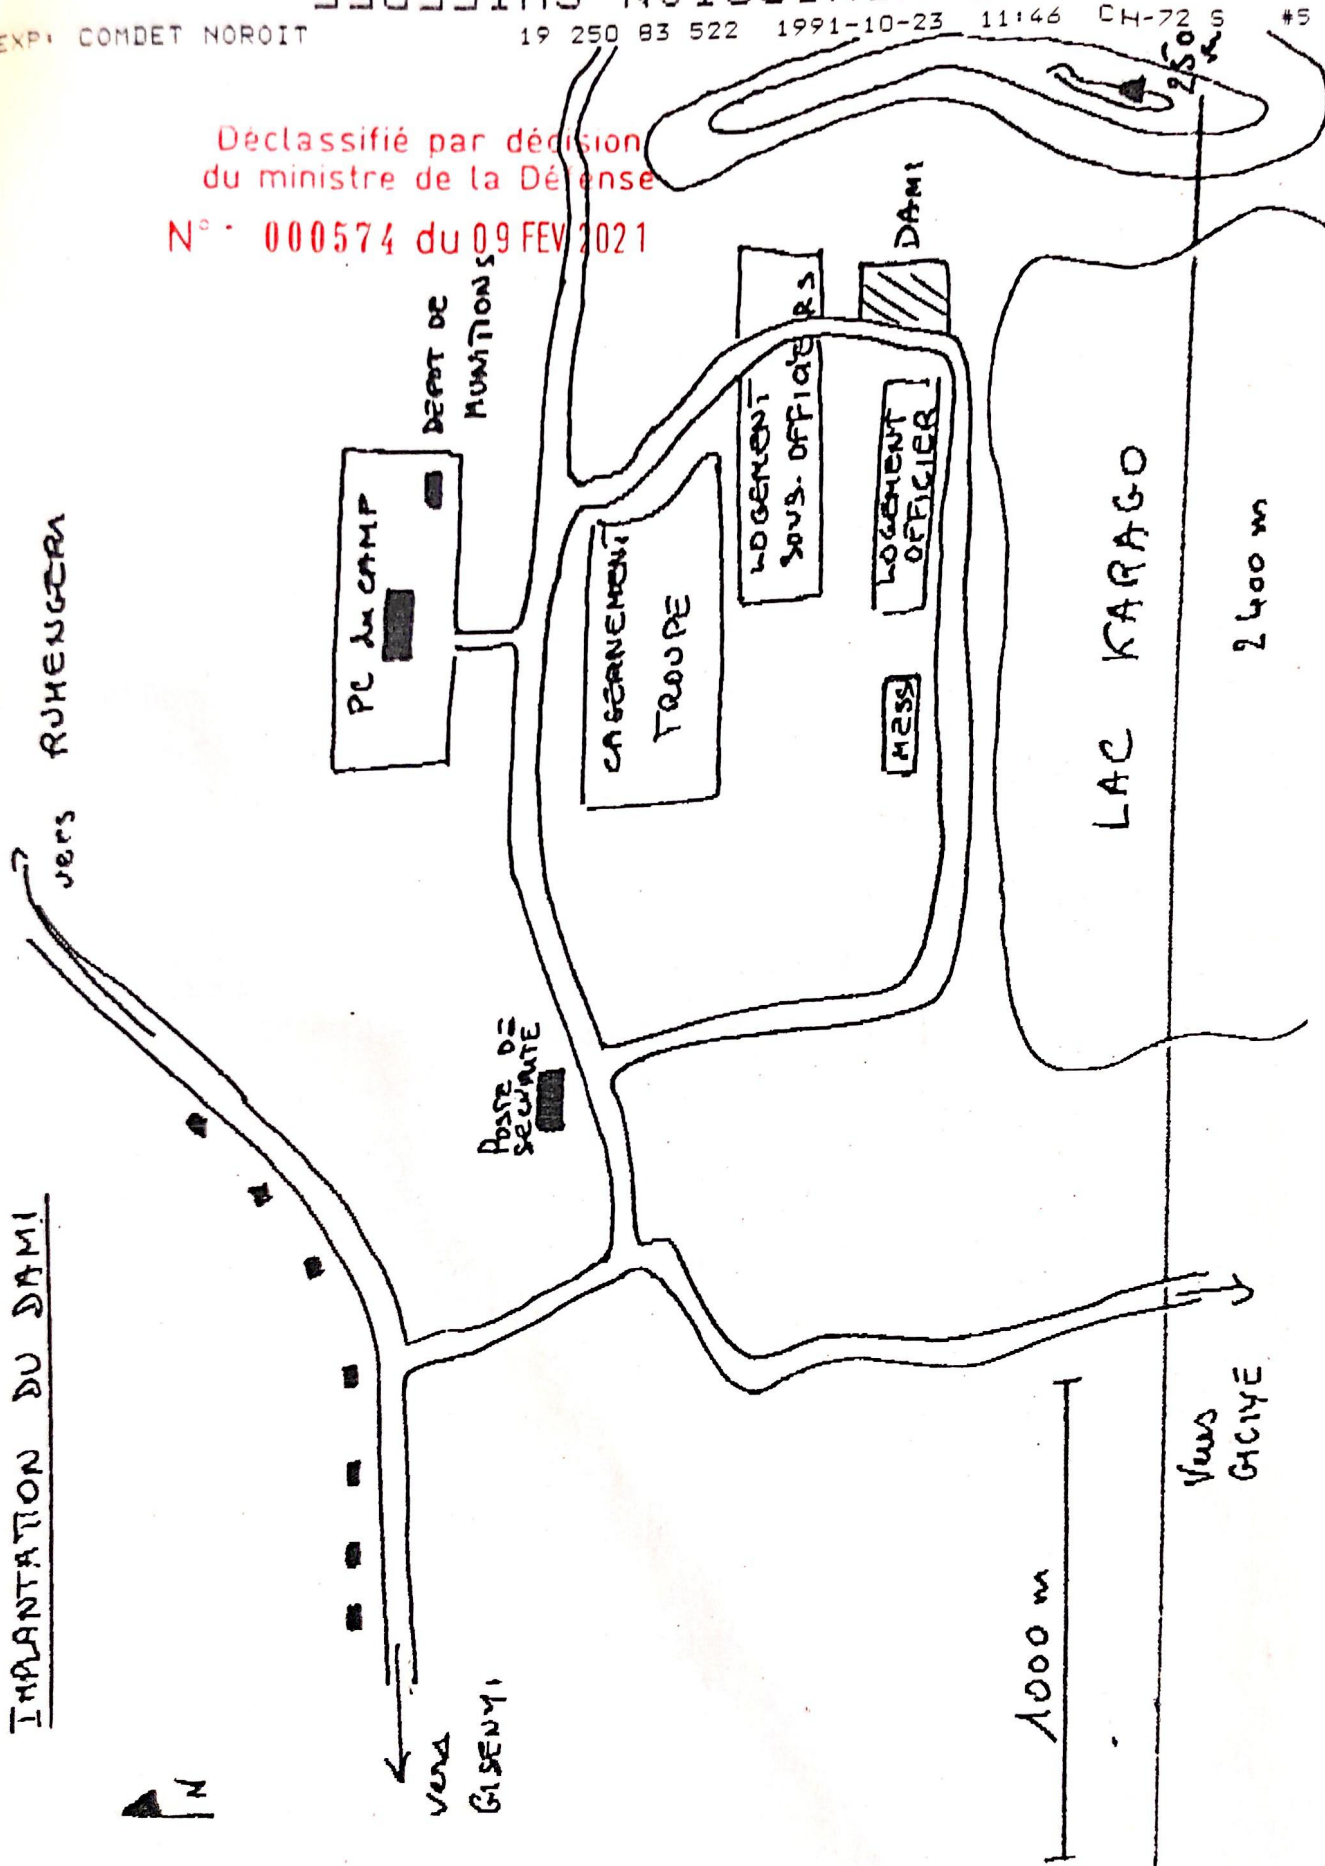 EXP: COMDET NOROIT 19 250 83 522 1991-10-23 11:46 CH-72 S #5
Déclassifié par décision
du ministre de la Défense
N° 000574 du 09 FEV 2021
IMPLANTATION DU DAMI
N
vers
GISENYI
vers RUHENGERI
PC du CAMP
DEPOT DE
MUNITIONS
POSTE DE
SECURITE
CASERNEMENT
TROUPE
LOGEMENT
SOUS-OFFICIERS
DAMI
LOGEMENT
OFFICIER
MESS
LAC KARAGO
2400 m
1000 m
Vers
GICIYE